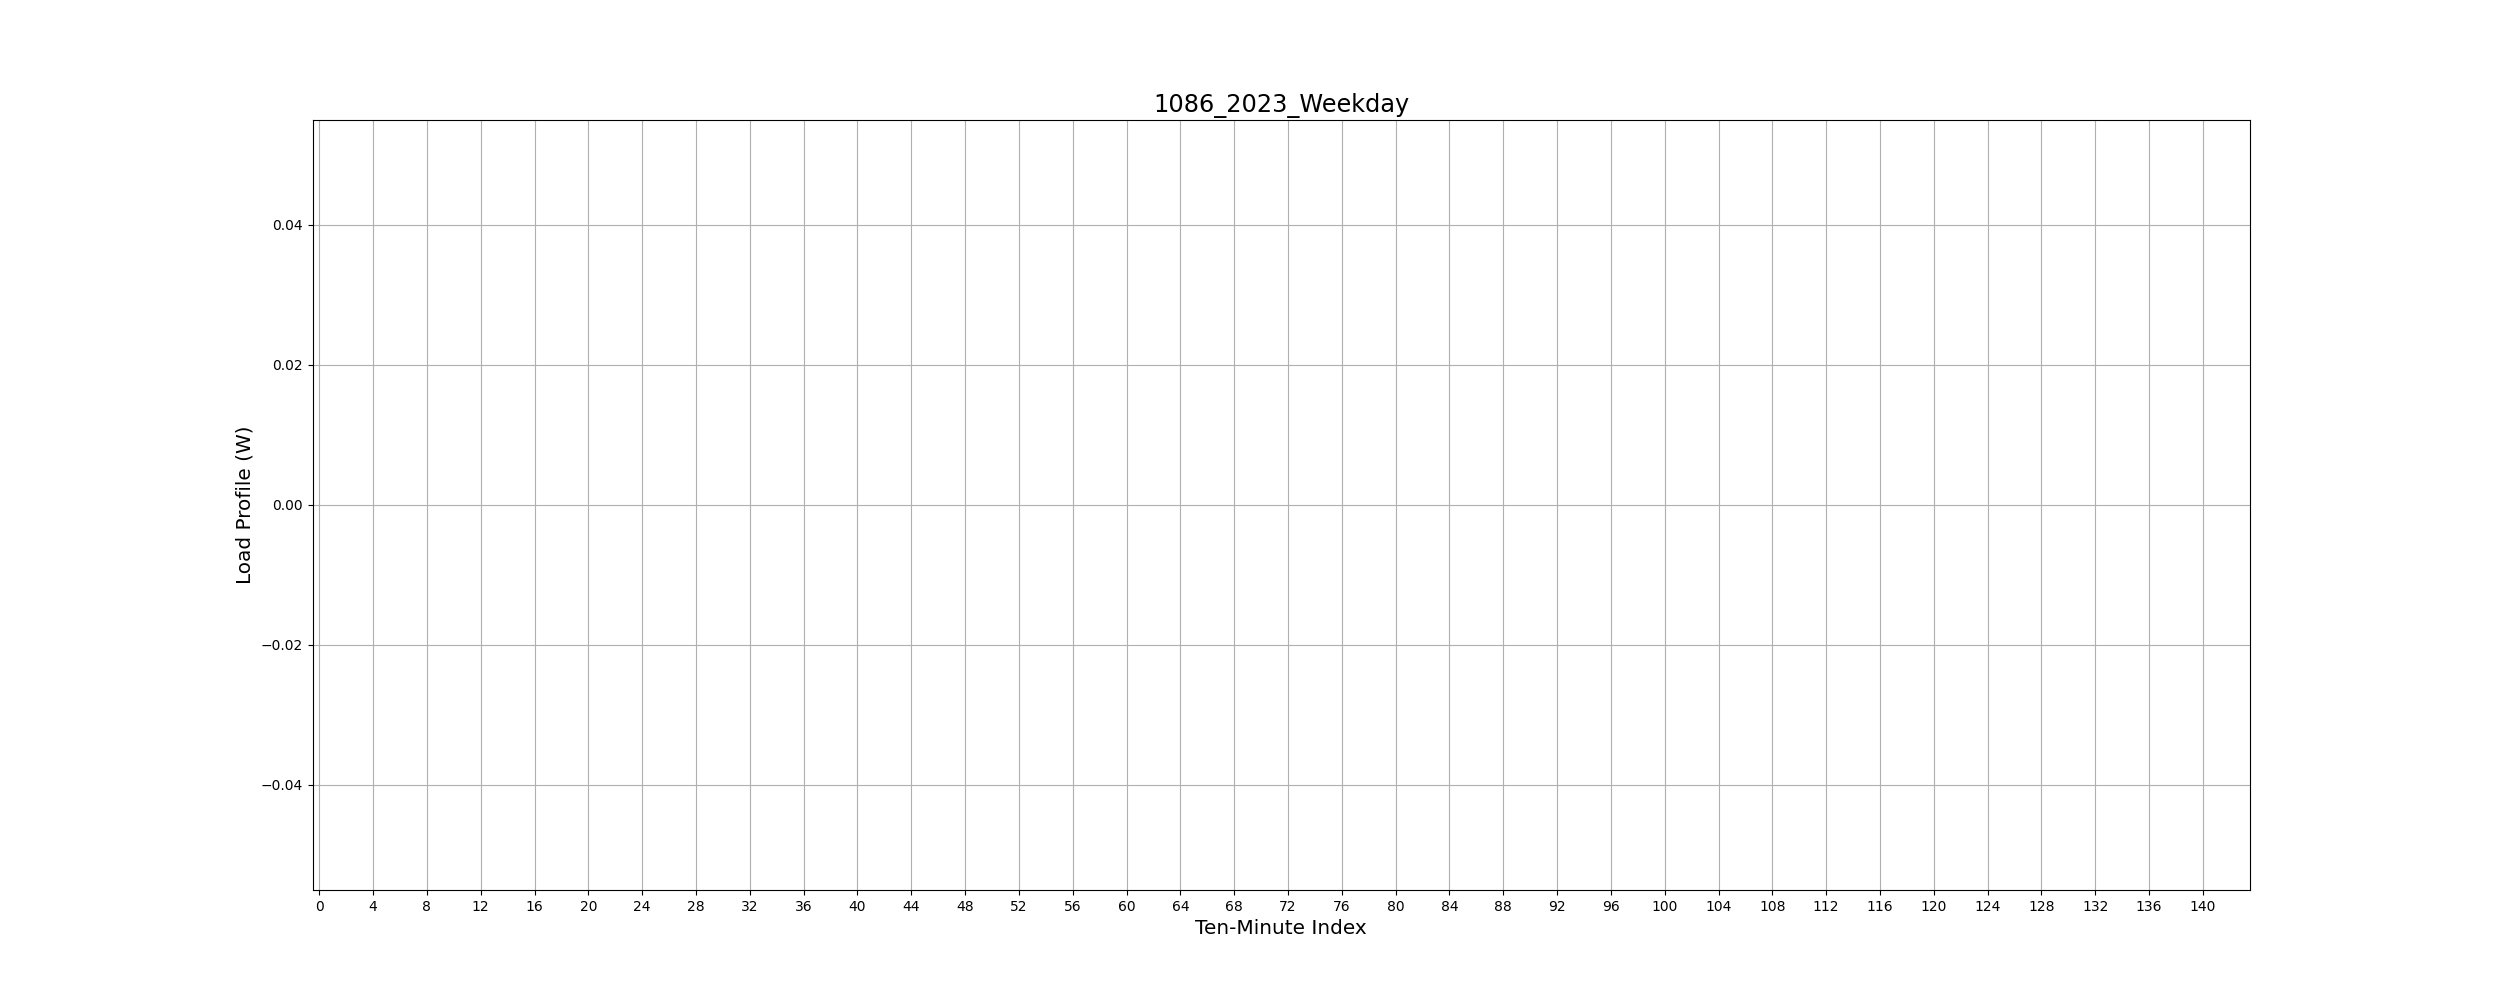 1086_2023_Weekday
Load Profile (W)
0.04
0.02
0.00
−0.02
−0.04
0 4 8 12 16 20 24 28 32 36 40 44 48 52 56 60 64 68 72 76 80 84 88 92 96 100 104 108 112 116 120 124 128 132 136 140
Ten-Minute Index